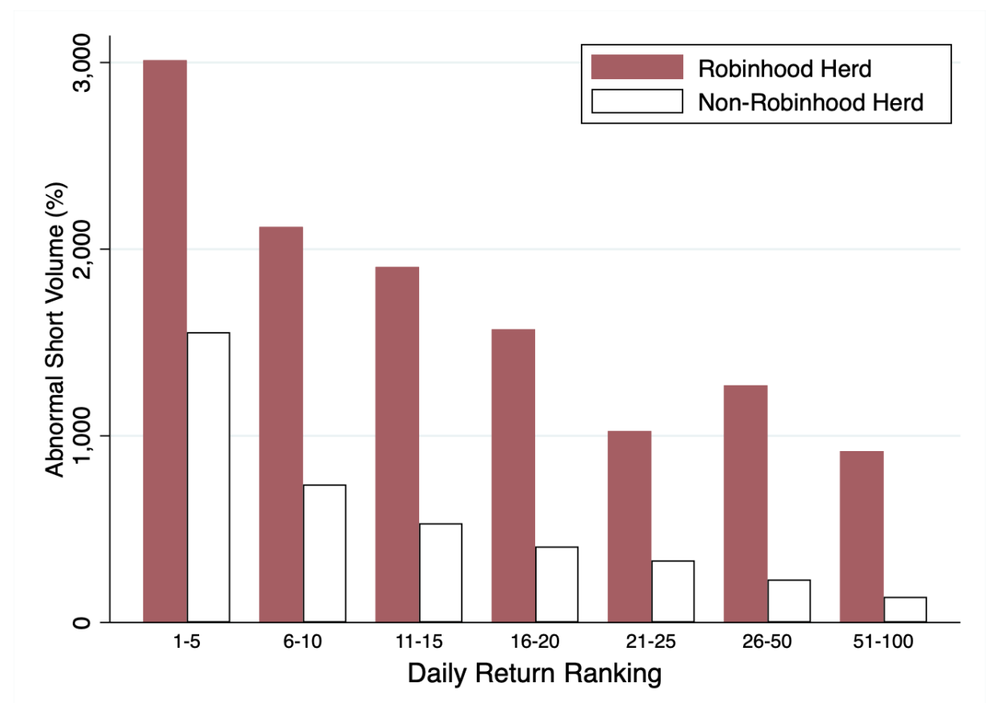 Robinhood Herd
Non-Robinhood Herd
Abnormal Short Volume (%)
3,000
2,000
1,000
0
1-5 6-10 11-15 16-20 21-25 26-50 51-100
Daily Return Ranking